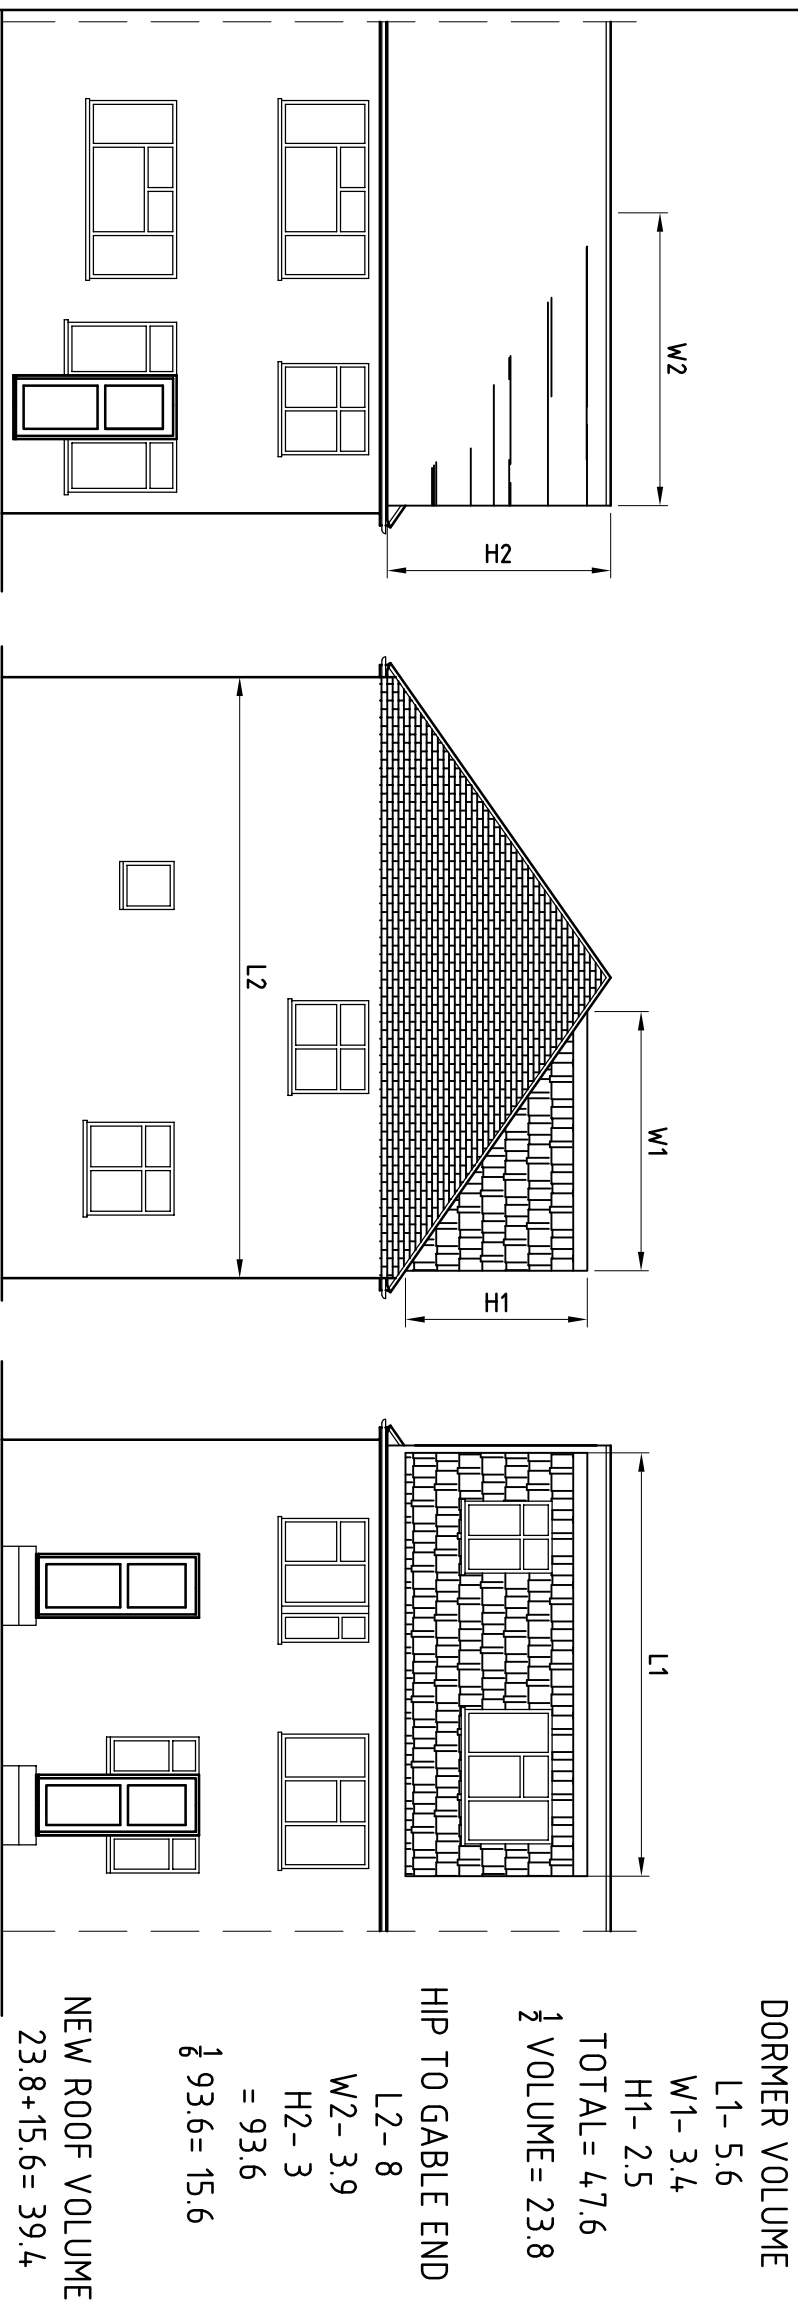 W2
H2
L2
W1
H1
L1
DORMER VOLUME
L1- 5.6
W1- 3.4
H1- 2.5
TOTAL= 47.6
½ VOLUME= 23.8
HIP TO GABLE END
L2- 8
W2- 3.9
H2- 3
= 93.6
⅙ 93.6= 15.6
NEW ROOF VOLUME
23.8+15.6= 39.4